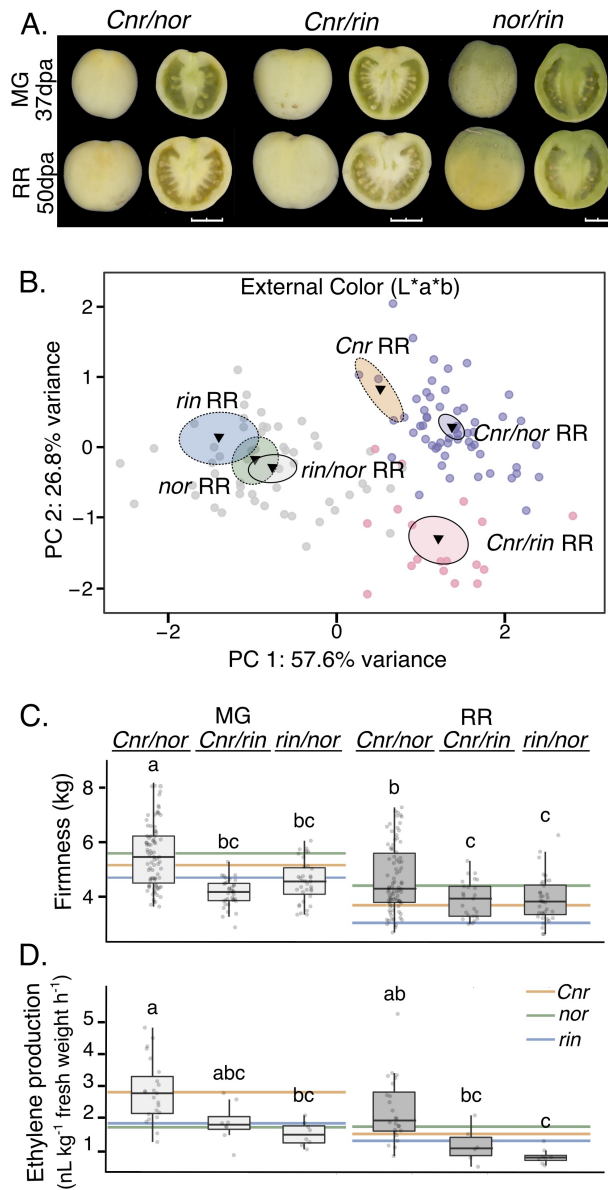 A.
Cnr/nor Cnr/rin nor/rin
MG
37dpa
RR
50dpa
B.
External Color (L*a*b)
Cnr RR
rin RR
Cnr/nor RR
nor RR
rin/nor RR
Cnr/rin RR
PC 2: 26.8% variance
2
1
0
−1
−2
−2 0 2
PC 1: 57.6% variance
C.
MG RR
Cnr/nor Cnr/rin rin/nor Cnr/nor Cnr/rin rin/nor
Firmness (kg)
8
6
4
a bc bc b c c
D.
Ethylene production
(nL kg-1 fresh weight h-1)
5
4
3
2
1
a abc bc ab bc c
Cnr
nor
rin